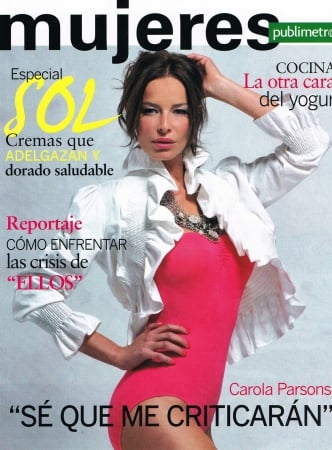 mujeres
publimetro
Especial
SOL
Cremas que
ADELGAZAN Y
dorado saludable
COCINA
La otra cara
del yogur
Reportaje
CÓMO ENFRENTAR
las crisis de
"ELLOS"
Carola Parsons
"SÉ QUE ME CRITICARÁN"